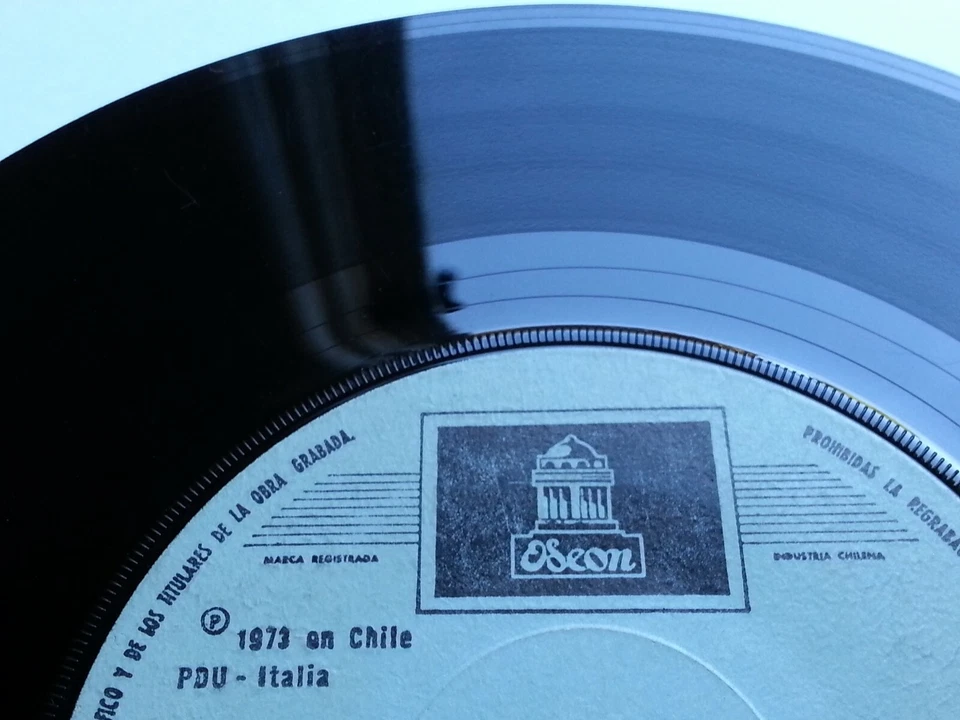 FICO Y DE LOS TITULARES DE LA OBRA GRABADA.
PROHIBIDAS LA REGRABA
Odeon
MARCA REGISTRADA
INDUSTRIA CHILENA
Ⓟ 1973 en Chile
PDU - Italia